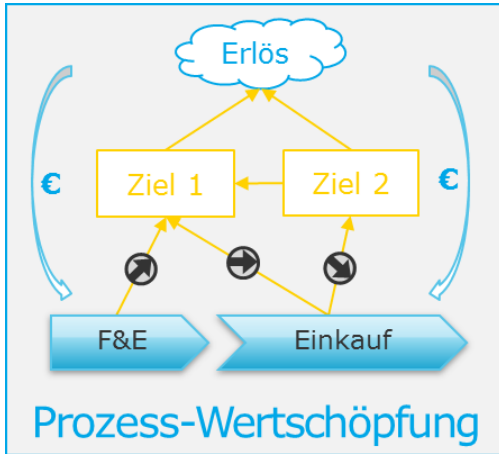 Erlös
€
€
Ziel 1
Ziel 2
F&E
Einkauf
Prozess-Wertschöpfung